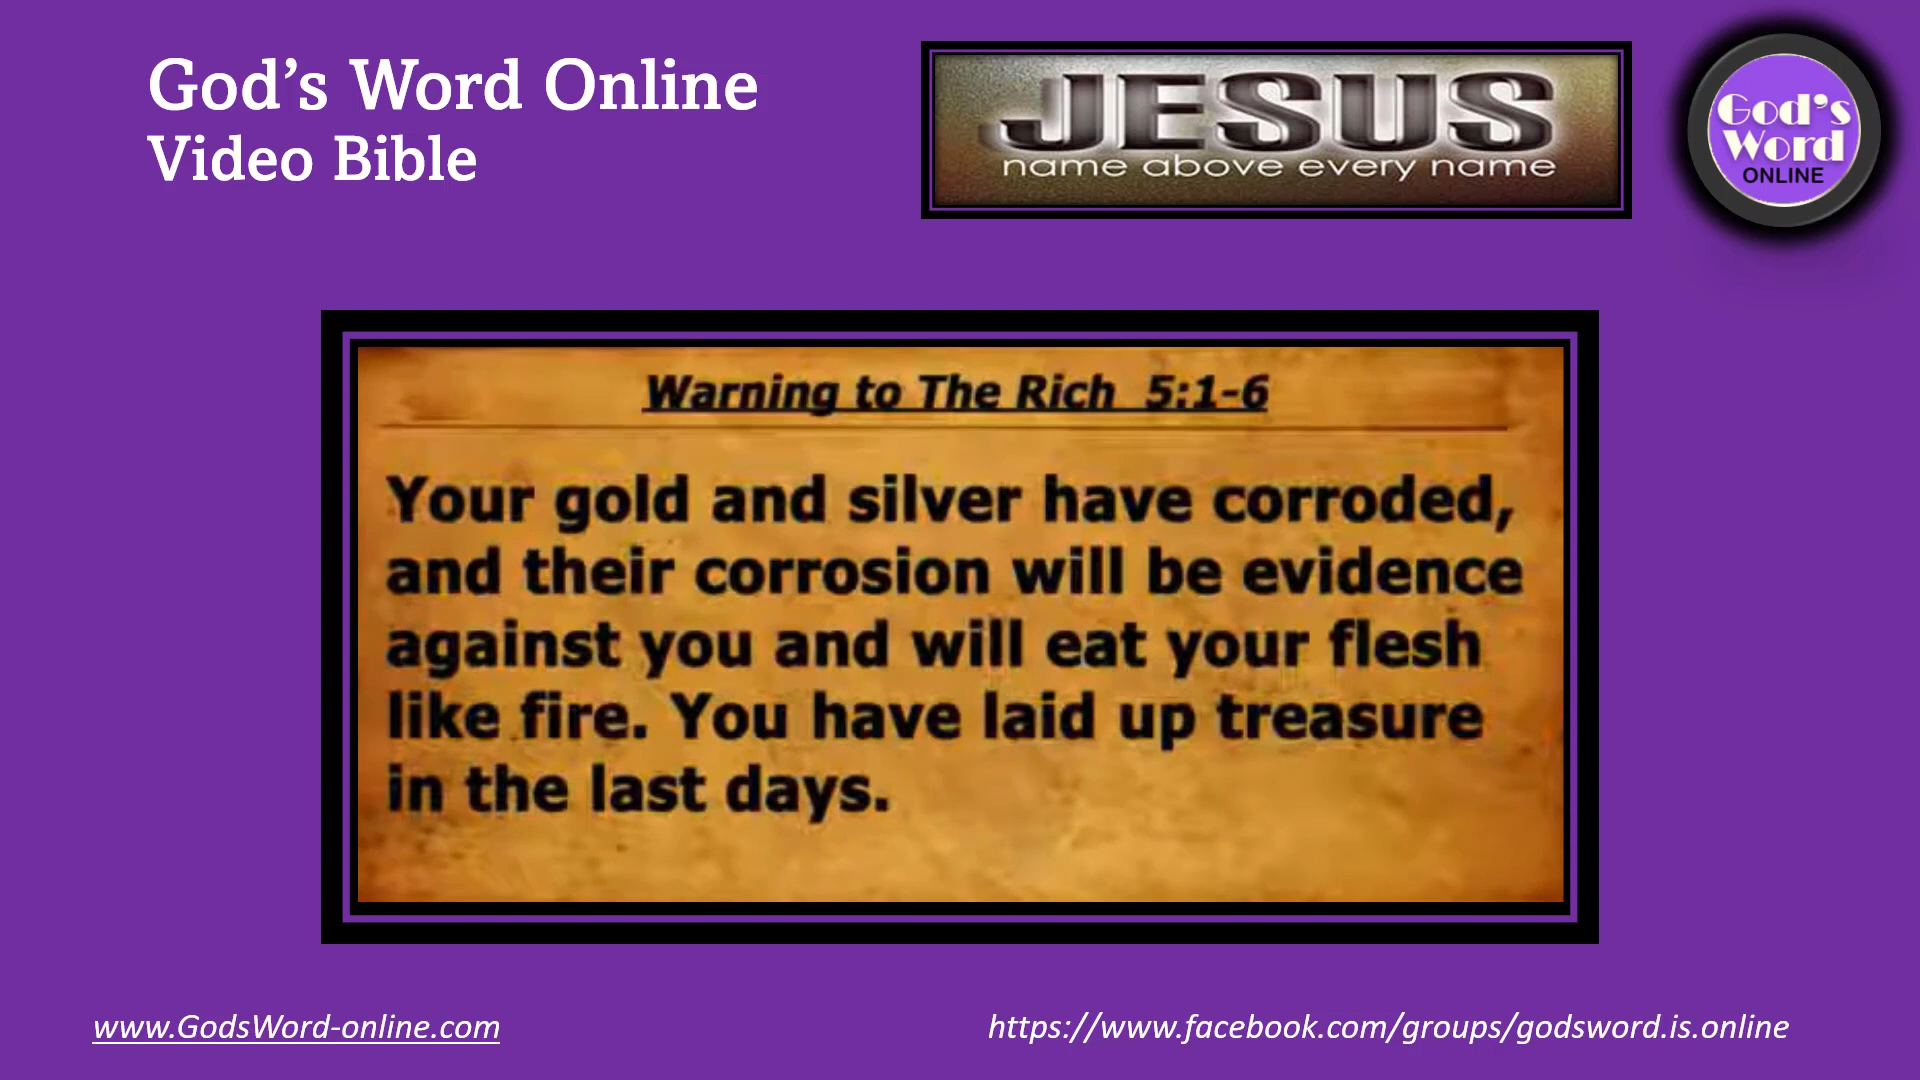 God’s Word Online
Video Bible
JESUS
name above every name
God's
Word
ONLINE
Warning to The Rich 5:1-6
Your gold and silver have corroded,
and their corrosion will be evidence
against you and will eat your flesh
like fire. You have laid up treasure
in the last days.
www.GodsWord-online.com
https://www.facebook.com/groups/godsword.is.online